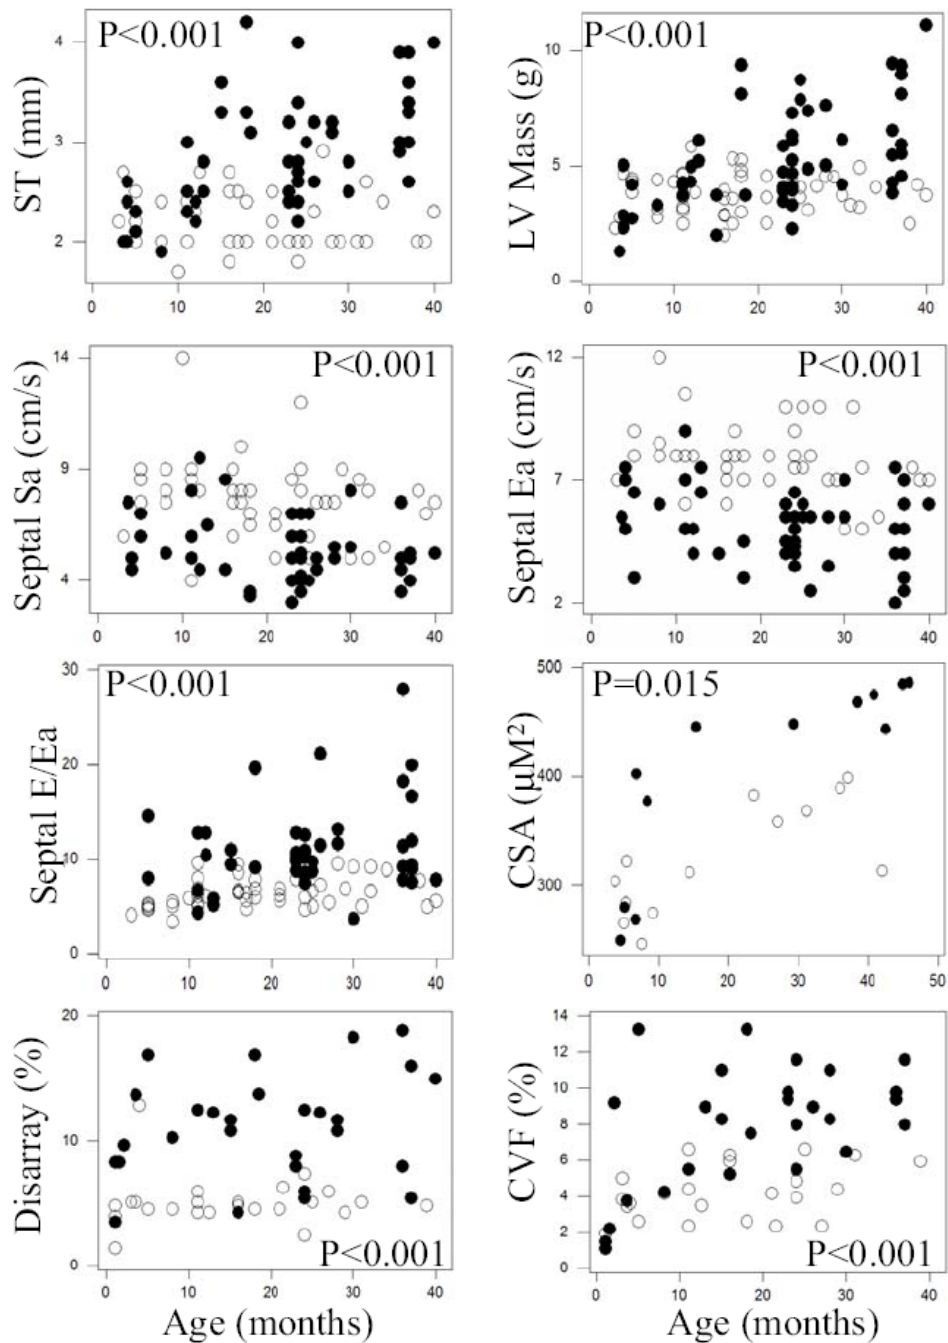 P<0.001
ST (mm)
4
3
2
0 10 20 30 40
P<0.001
LV Mass (g)
10
5
0
0 10 20 30 40
P<0.001
Septal Sa (cm/s)
14
9
4
0 10 20 30 40
P<0.001
Septal Ea (cm/s)
12
7
2
0 10 20 30 40
P<0.001
Septal E/Ea
30
20
10
0
0 10 20 30 40
P=0.015
CSA (µM²)
500
400
300
0 10 20 30 40 50
Disarray (%)
20
10
0
P<0.001
0 10 20 30 40
Age (months)
CVF (%)
14
12
10
8
6
4
2
0
P<0.001
0 10 20 30 40
Age (months)